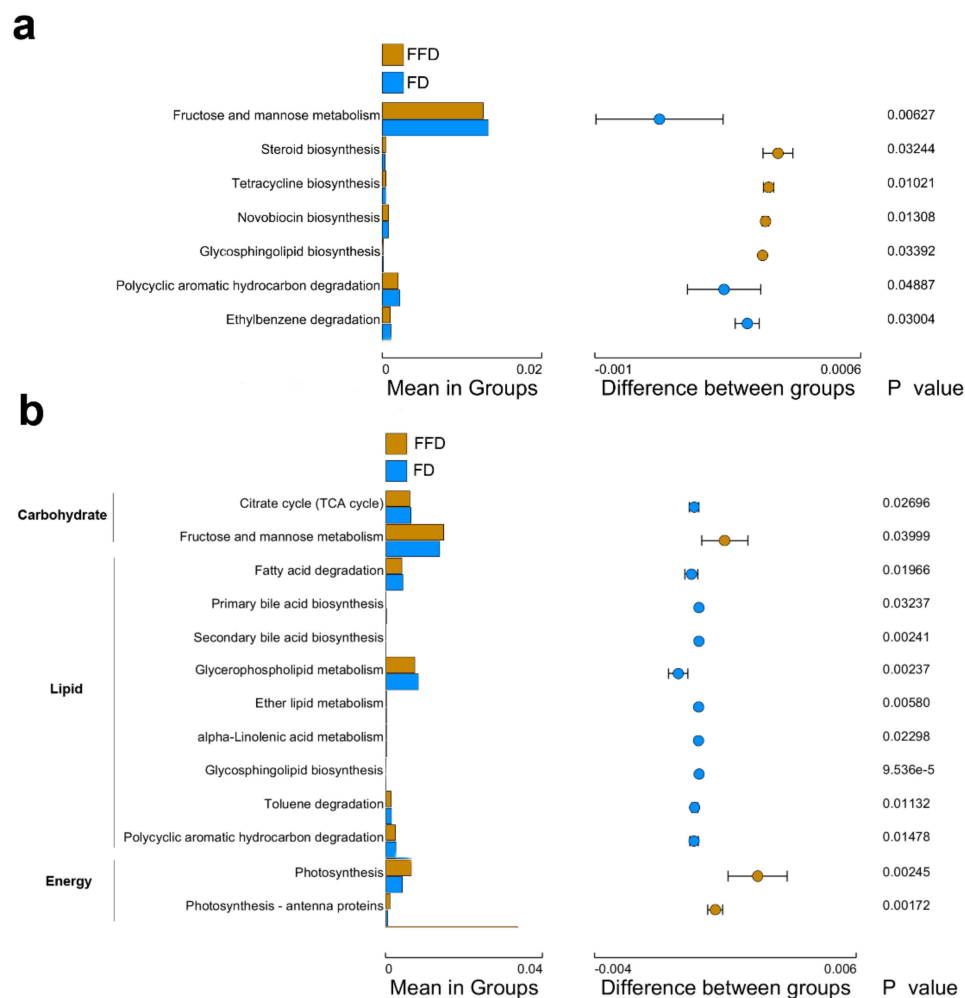 a
FFD
FD
Fructose and mannose metabolism 0.00627
Steroid biosynthesis 0.03244
Tetracycline biosynthesis 0.01021
Novobiocin biosynthesis 0.01308
Glycosphingolipid biosynthesis 0.03392
Polycyclic aromatic hydrocarbon degradation 0.04887
Ethylbenzene degradation 0.03004
0 0.02 -0.001 0.0006
Mean in Groups Difference between groups P value
b
FFD
FD
Carbohydrate
Citrate cycle (TCA cycle) 0.02696
Fructose and mannose metabolism 0.03999
Lipid
Fatty acid degradation 0.01966
Primary bile acid biosynthesis 0.03237
Secondary bile acid biosynthesis 0.00241
Glycerophospholipid metabolism 0.00237
Ether lipid metabolism 0.00580
alpha-Linolenic acid metabolism 0.02298
Glycosphingolipid biosynthesis 9.536e-5
Toluene degradation 0.01132
Polycyclic aromatic hydrocarbon degradation 0.01478
Energy
Photosynthesis 0.00245
Photosynthesis - antenna proteins 0.00172
0 0.04 -0.004 0.006
Mean in Groups Difference between groups P value